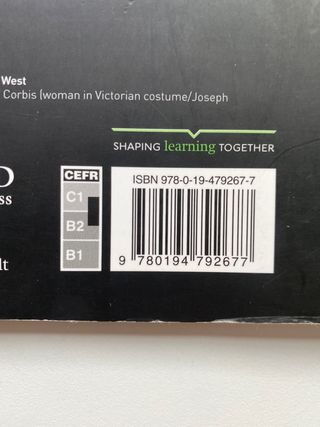 West
Corbis (woman in Victorian costume/Joseph
SHAPING learning TOGETHER
CEFR
C1
B2
B1
ISBN 978-0-19-479267-7
9 780194 792677